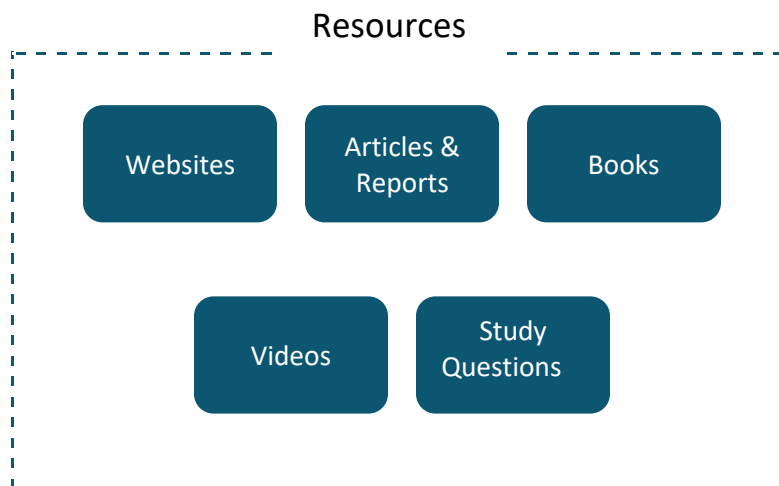 Resources
Websites
Articles &
Reports
Books
Videos
Study
Questions